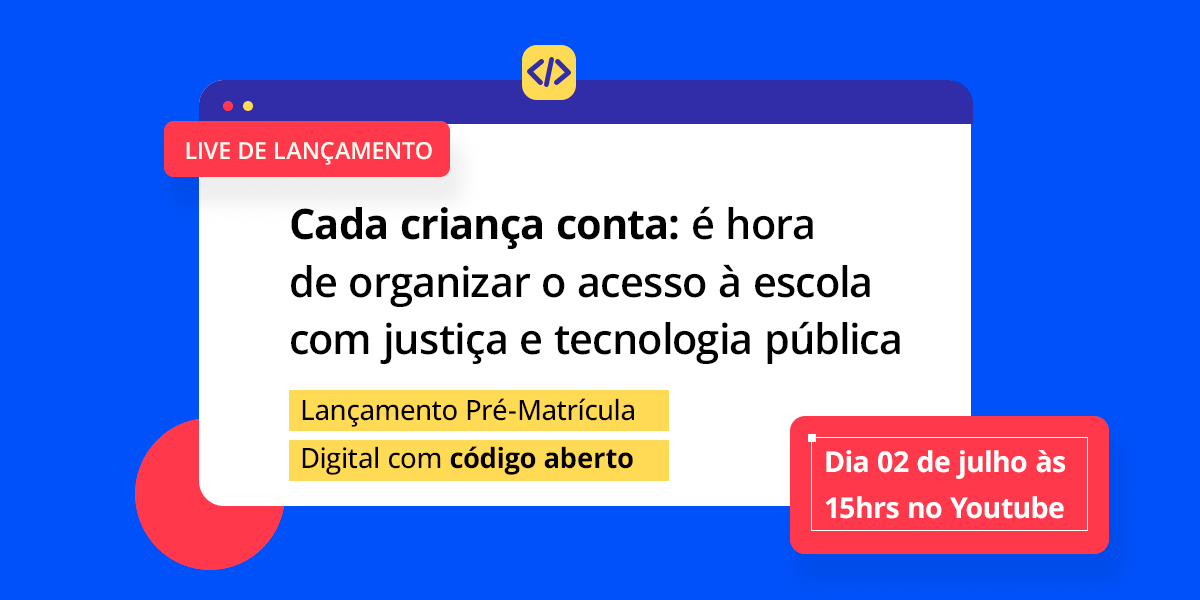 </>
LIVE DE LANÇAMENTO
Cada criança conta: é hora
de organizar o acesso à escola
com justiça e tecnologia pública
Lançamento Pré-Matrícula
Digital com código aberto
Dia 02 de julho às
15hrs no Youtube